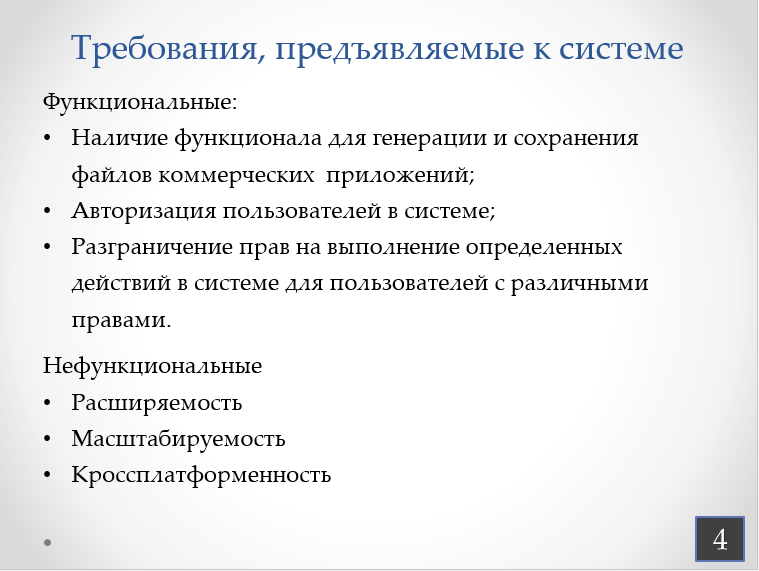 Требования, предъявляемые к системе
Функциональные:
• Наличие функционала для генерации и сохранения
файлов коммерческих  приложений;
• Авторизация пользователей в системе;
• Разграничение прав на выполнение определенных
действий в системе для пользователей с различными
правами.
Нефункциональные
• Расширяемость
• Масштабируемость
• Кроссплатформенность
4